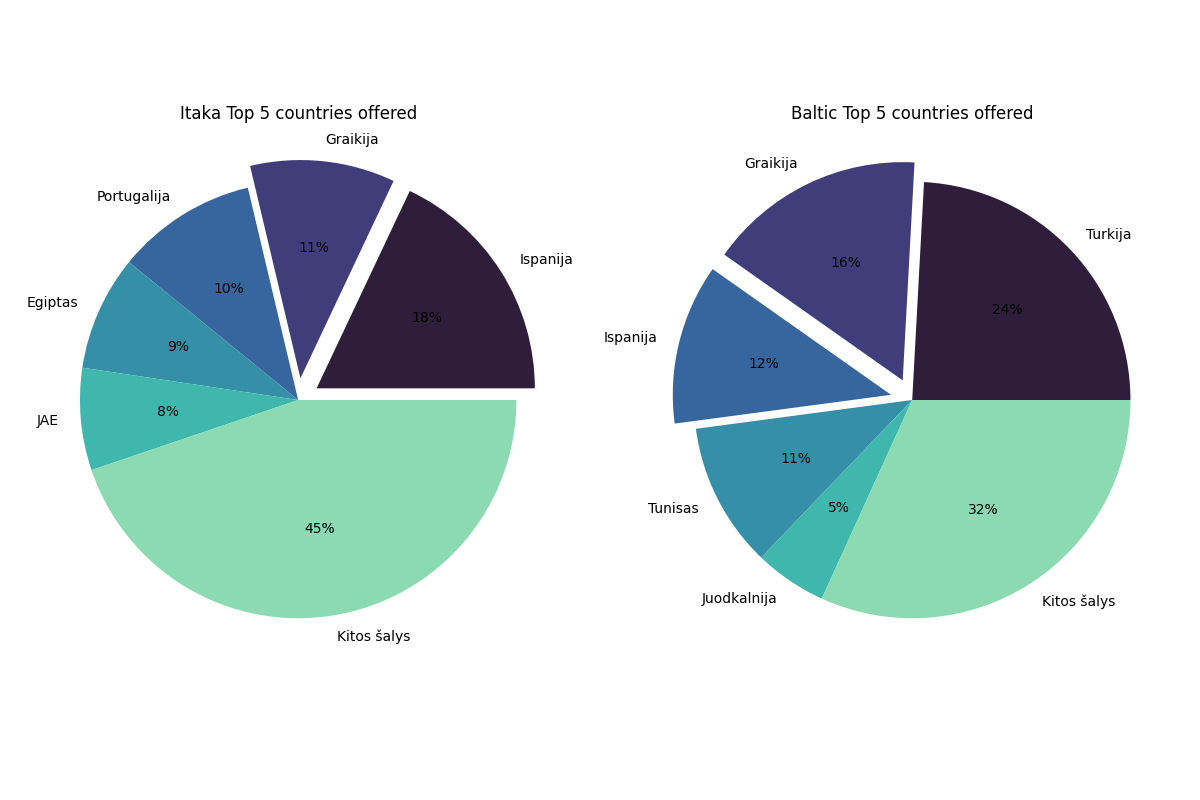 Itaka Top 5 countries offered
Graikija
Portugalija
11%
Ispanija
10%
18%
Egiptas
9%
8%
JAE
45%
Kitos šalys
Baltic Top 5 countries offered
Graikija
Turkija
16%
24%
Ispanija
12%
11%
Tunisas
5%
32%
Juodkalnija
Kitos šalys